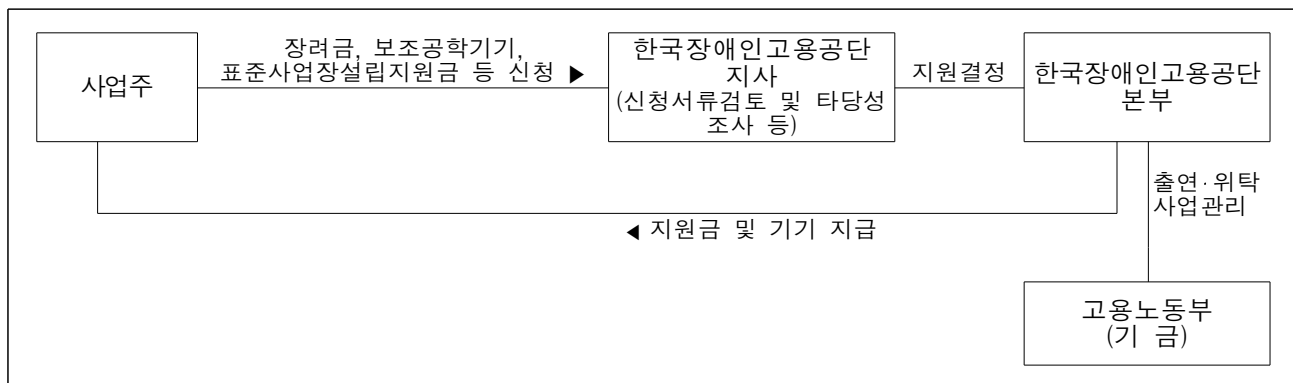 사업주
장려금, 보조공학기기,
표준사업장설립지원금 등 신청 ▶
한국장애인고용공단
지사
(신청서류검토 및 타당성
조사 등)
지원결정
한국장애인고용공단
본부
출연·위탁
사업관리
◀ 지원금 및 기기 지급
고용노동부
(기 금)